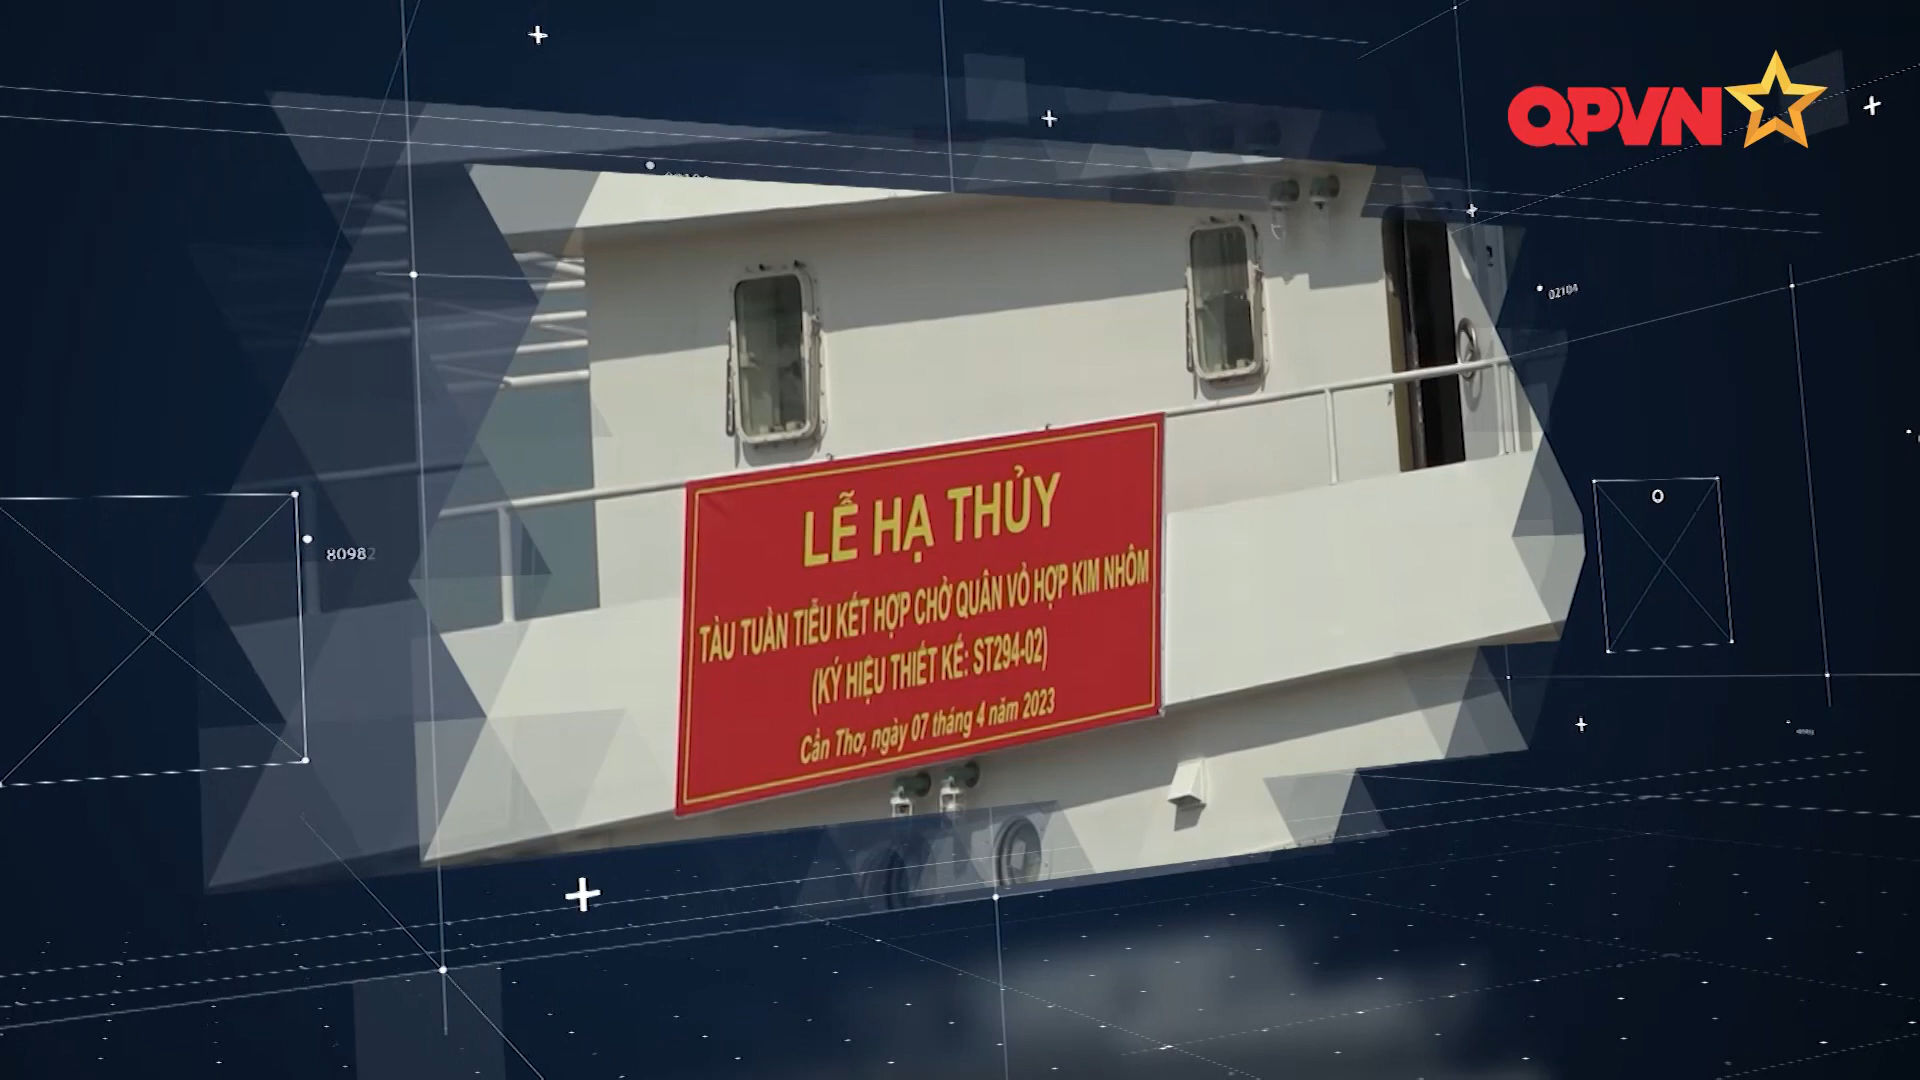 QPVN
02104
80982
LỄ HẠ THỦY
TÀU TUẦN TIỄU KẾT HỢP CHỞ QUÂN VỎ HỢP KIM NHÔM
(KÝ HIỆU THIẾT KẾ: ST294-02)
Cần Thơ, ngày 07 tháng 4 năm 2023